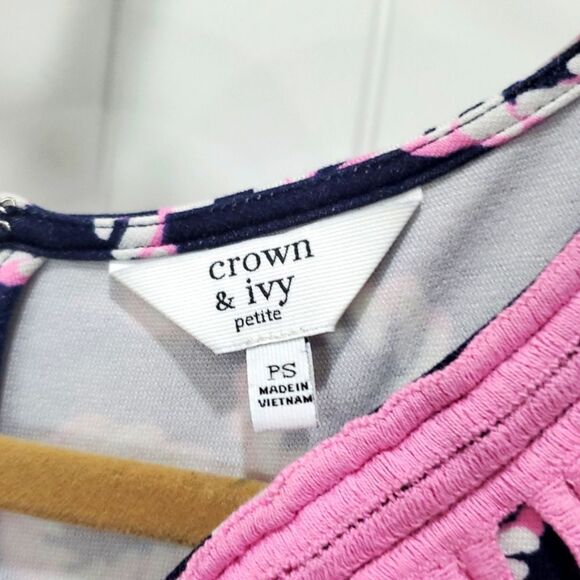 crown
& ivy
petite
PS
MADE IN
VIETNAM